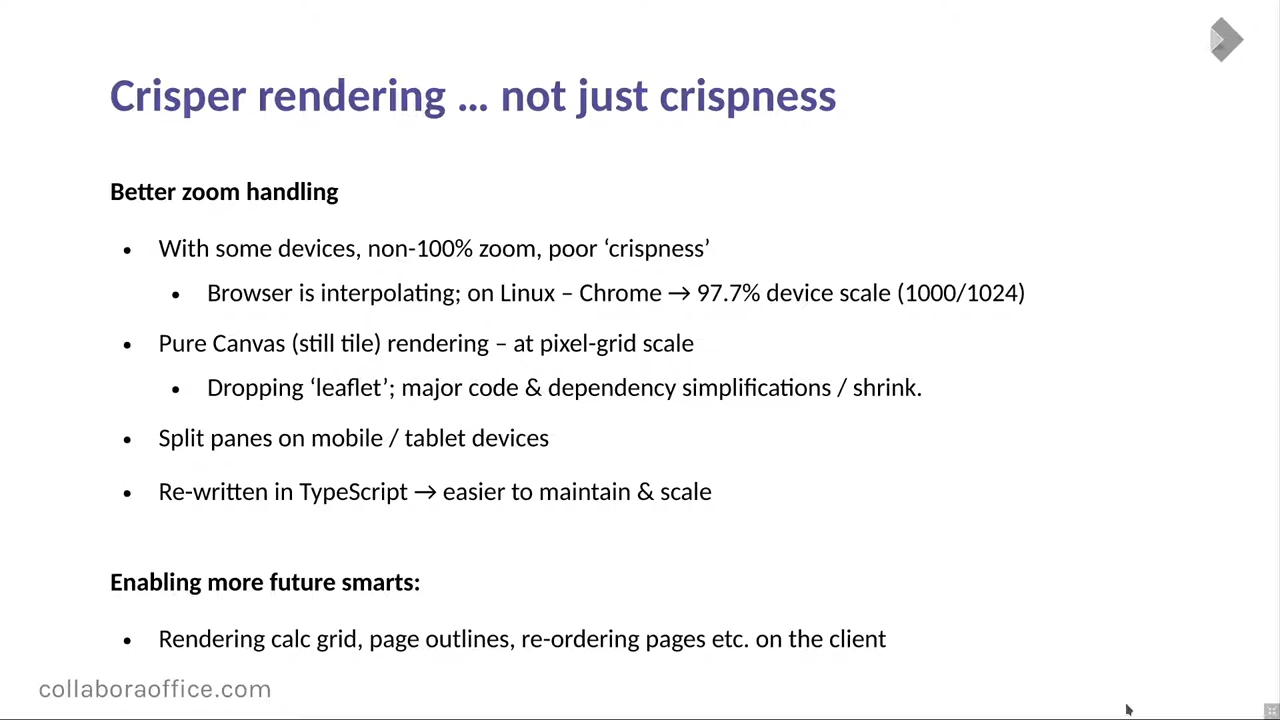 Crisper rendering … not just crispness
Better zoom handling
• With some devices, non-100% zoom, poor ‘crispness’
• Browser is interpolating; on Linux – Chrome → 97.7% device scale (1000/1024)
• Pure Canvas (still tile) rendering – at pixel-grid scale
• Dropping ‘leaflet’; major code & dependency simplifications / shrink.
• Split panes on mobile / tablet devices
• Re-written in TypeScript → easier to maintain & scale
Enabling more future smarts:
• Rendering calc grid, page outlines, re-ordering pages etc. on the client
collaboraoffice.com